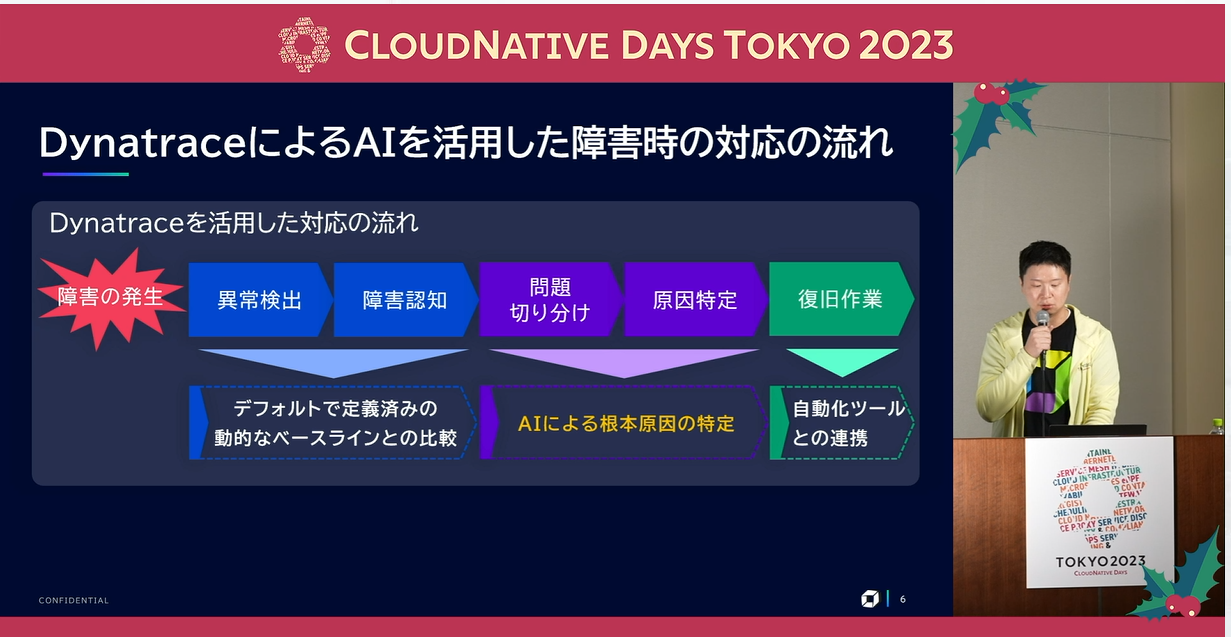 CLOUDNATIVE DAYS TOKYO 2023
DynatraceによるAIを活用した障害時の対応の流れ
Dynatraceを活用した対応の流れ
障害の発生
異常検出
障害認知
問題
切り分け
原因特定
復旧作業
デフォルトで定義済みの
動的なベースラインとの比較
AIによる根本原因の特定
自動化ツール
との連携
CONFIDENTIAL
6
TOKYO2023
CLOUDNATIVE DAYS